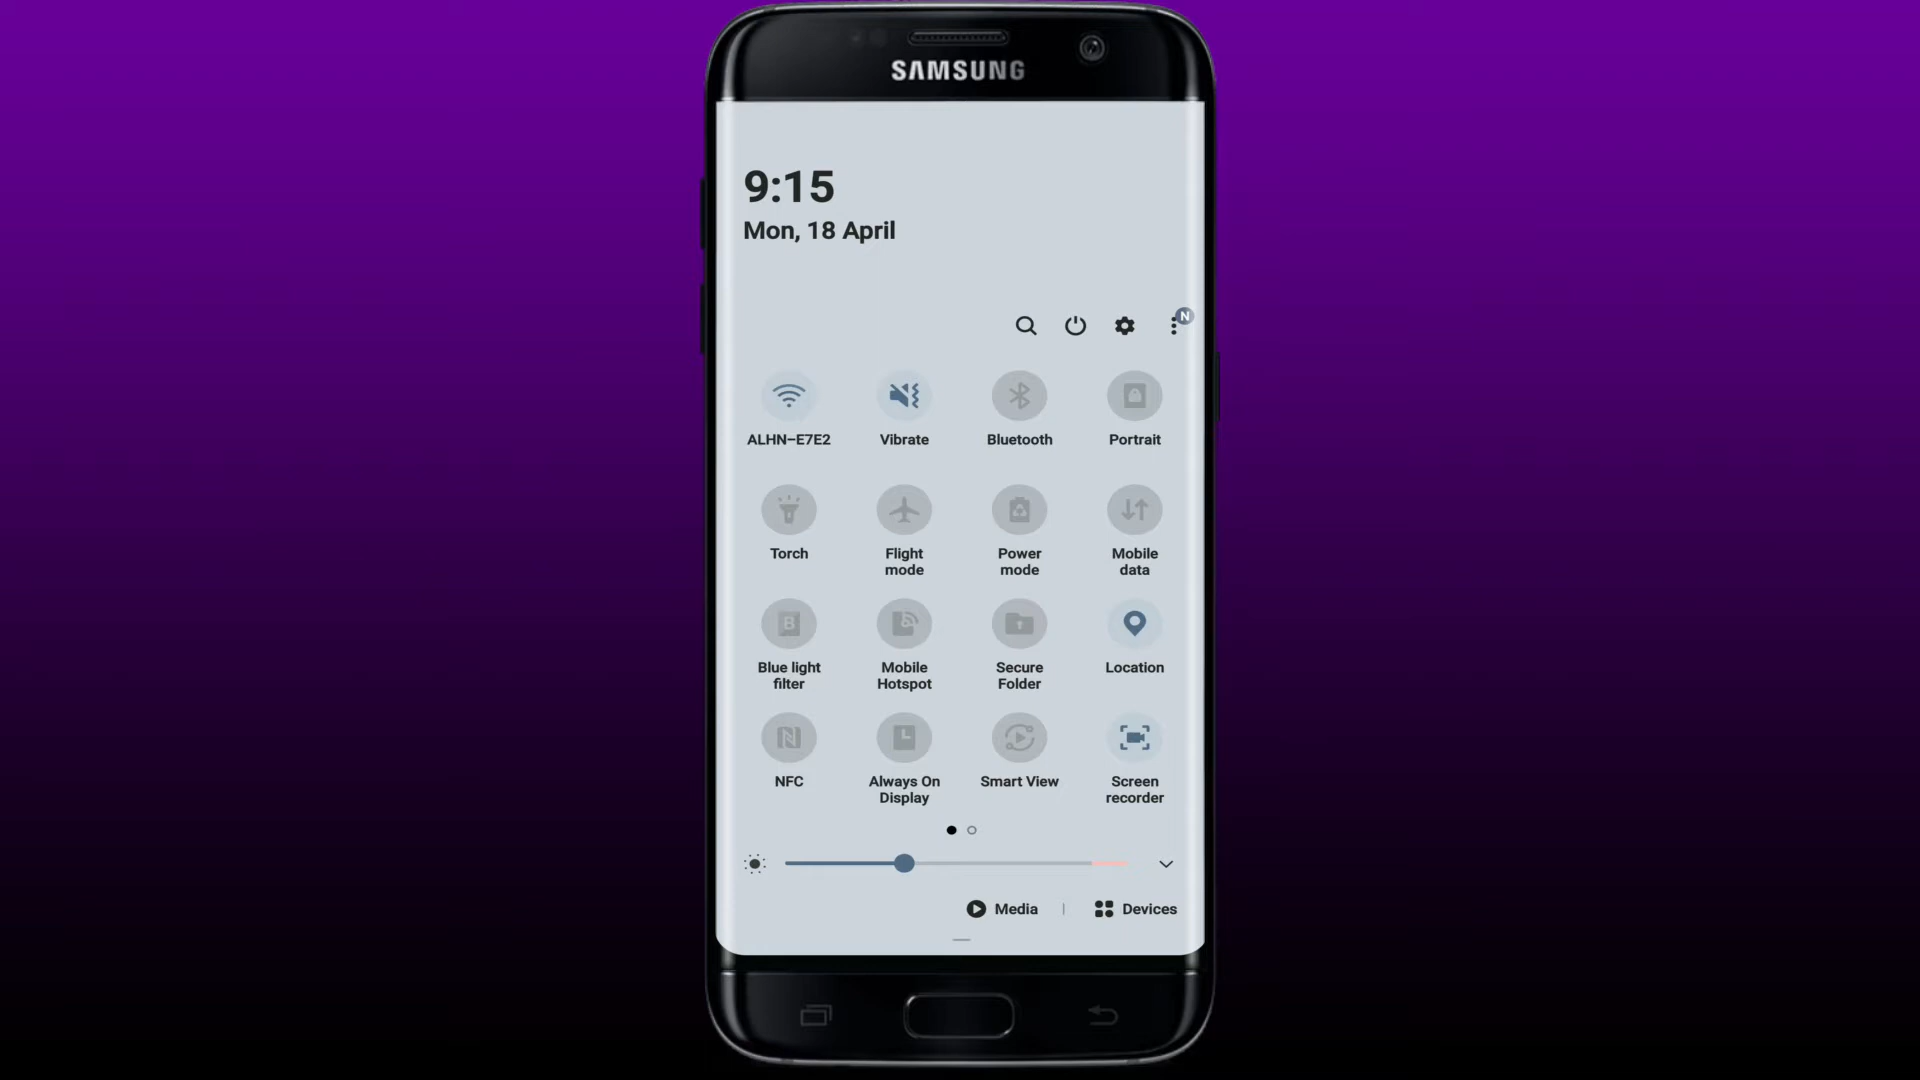 SAMSUNG
9:15
Mon, 18 April
N
ALHN-E7E2
Vibrate
Bluetooth
Portrait
Torch
Flight
mode
Power
mode
Mobile
data
B
Blue light
filter
Mobile
Hotspot
Secure
Folder
Location
NFC
Always On
Display
Smart View
Screen
recorder
Media
Devices